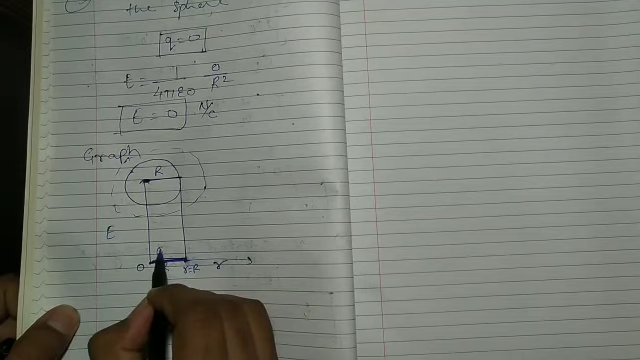 the sphere
q=0
E = 1/4πε0 0/R²
E = 0 N/C
Graph
R
E
0 r=R r